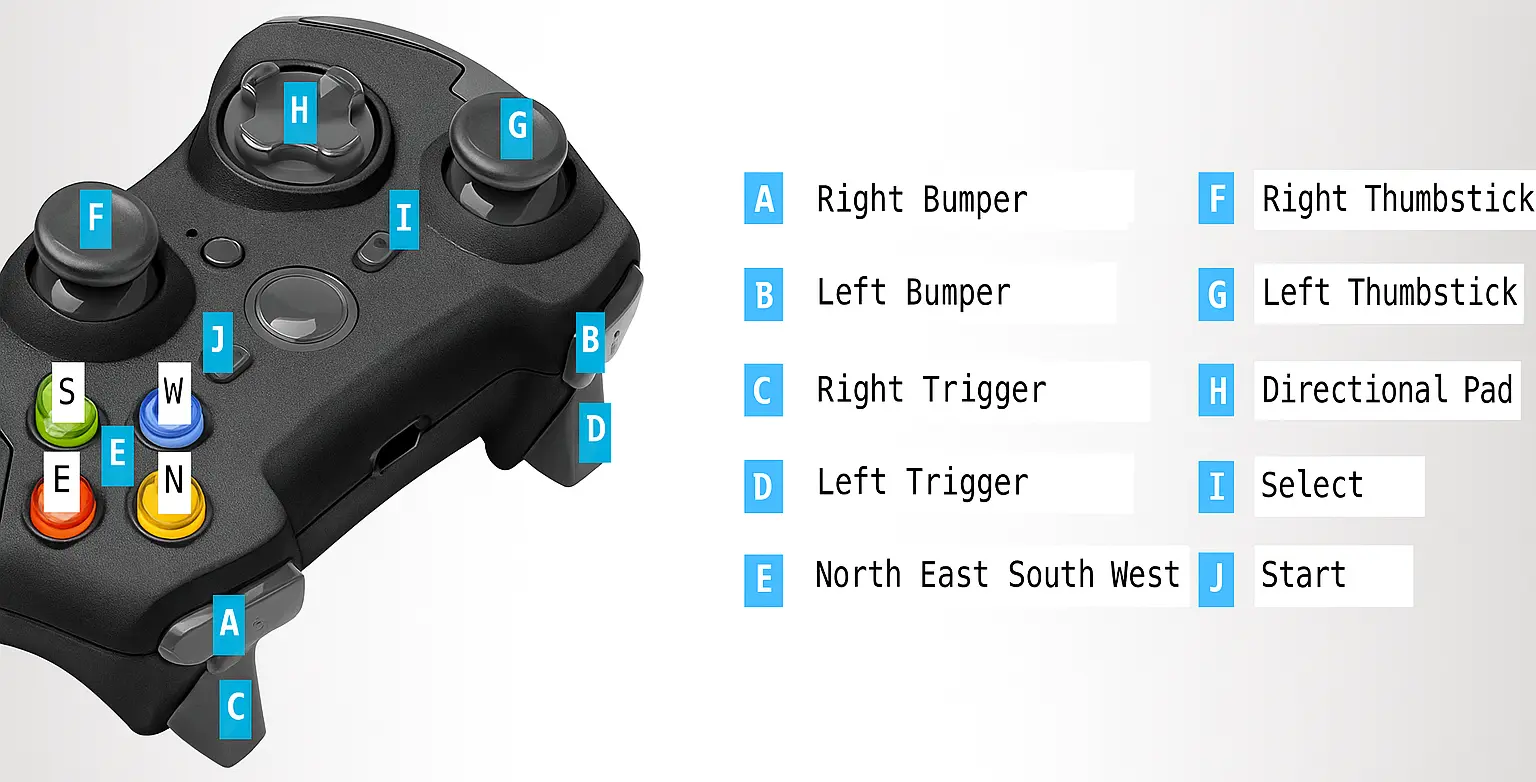 H
G
F
I
J
B
S
W
E
D
E
N
A
C
A Right Bumper
B Left Bumper
C Right Trigger
D Left Trigger
E North East South West
F Right Thumbstick
G Left Thumbstick
H Directional Pad
I Select
J Start